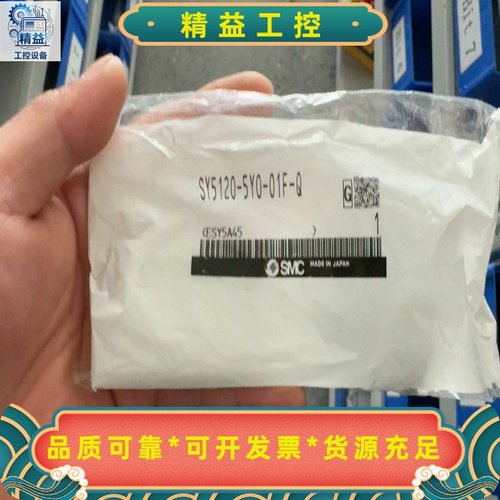 精益
工控设备
精益工控
SY5120-5YO-01F-Q
G
(ESY5A45 )
1
SMC MADE IN JAPAN
品质可靠*可开发票*货源充足